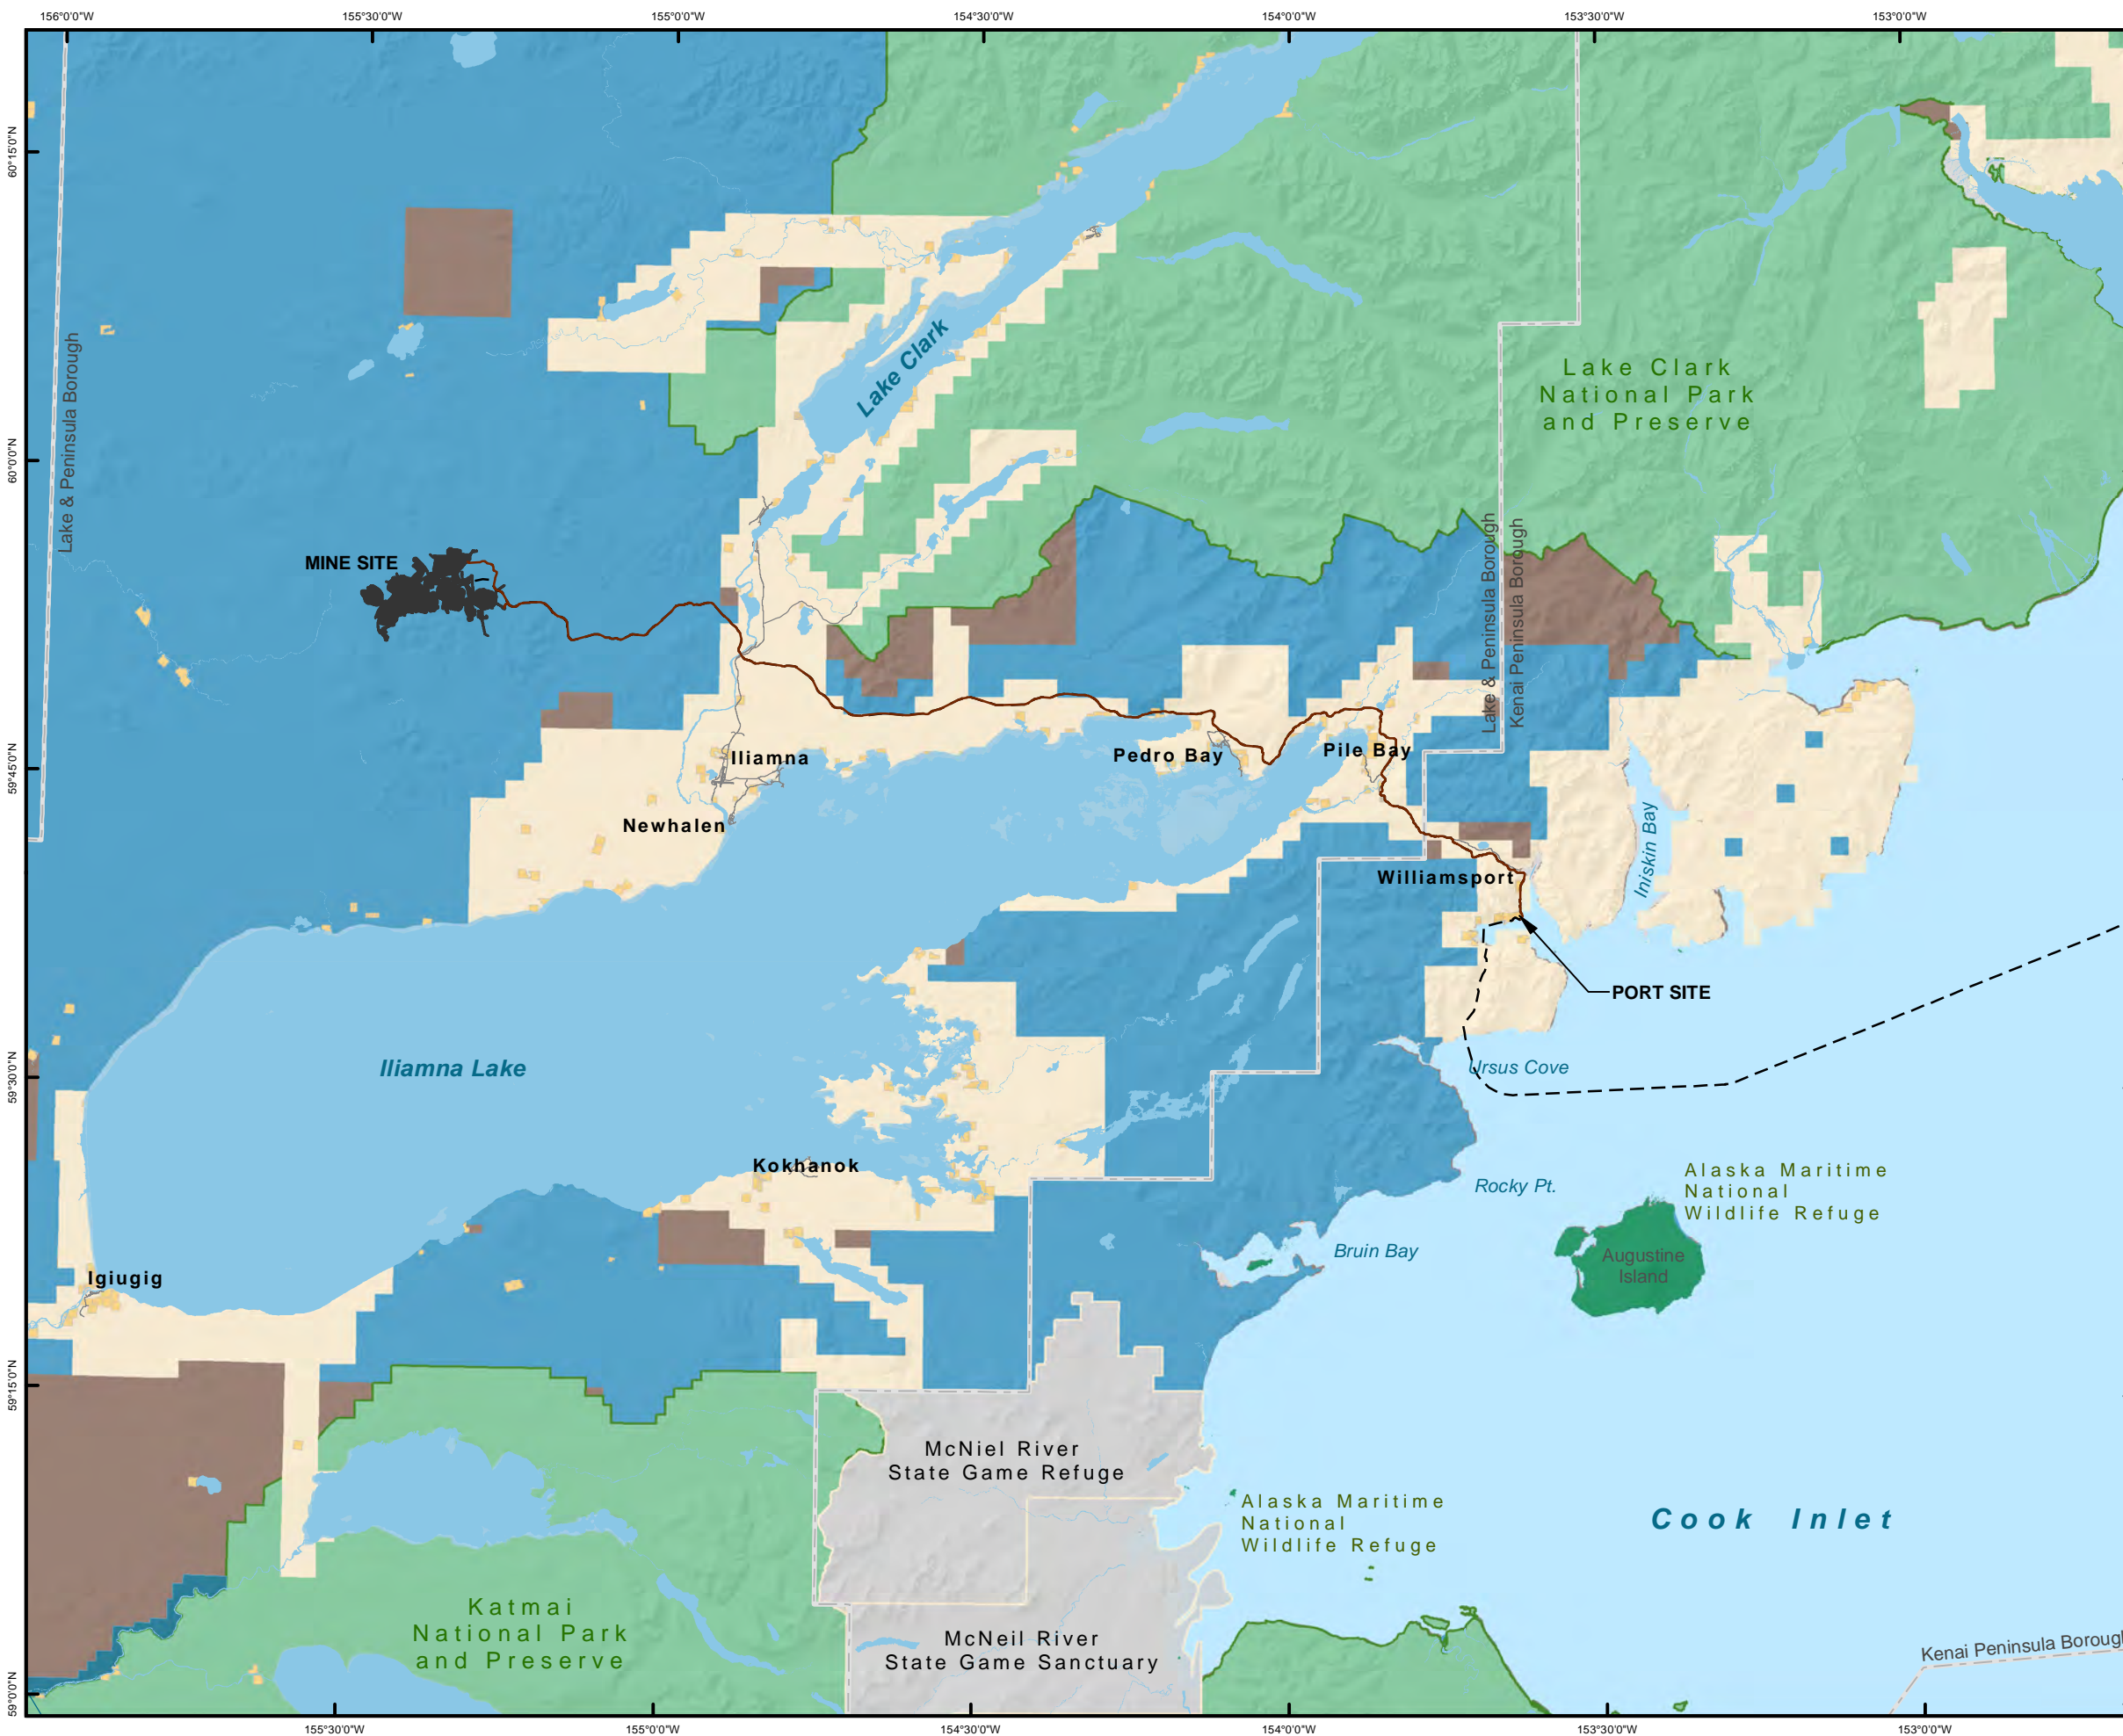 156°0'0"W
155°30'0"W
155°0'0"W
154°30'0"W
154°0'0"W
153°30'0"W
153°0'0"W
60°15'0"N
60°0'0"N
59°45'0"N
59°30'0"N
59°15'0"N
59°0'0"N
Lake & Peninsula Borough
Lake Clark
Lake Clark
National Park
and Preserve
MINE SITE
Lake & Peninsula Borough
Kenai Peninsula Borough
Iliamna
Pedro Bay
Pile Bay
Newhalen
Iniskin Bay
Williamsport
PORT SITE
Iliamna Lake
Ursus Cove
Kokhanok
Rocky Pt.
Alaska Maritime
National
Wildlife Refuge
Bruin Bay
Augustine
Island
Igiugig
McNiel River
State Game Refuge
Alaska Maritime
National
Wildlife Refuge
Cook Inlet
Katmai
National Park
and Preserve
McNeil River
State Game Sanctuary
Kenai Peninsula Boroug
155°30'0"W
155°0'0"W
154°30'0"W
154°0'0"W
153°30'0"W
153°0'0"W